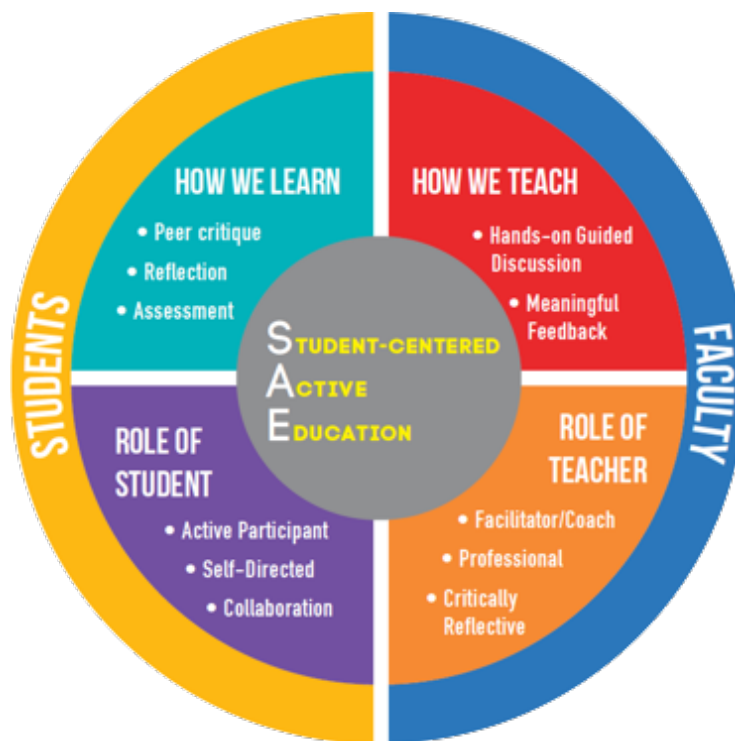 STUDENTS
HOW WE LEARN
• Peer critique
• Reflection
• Assessment
HOW WE TEACH
• Hands-on Guided
Discussion
• Meaningful
Feedback
FACULTY
STUDENT-CENTERED
ACTIVE
EDUCATION
ROLE OF
STUDENT
• Active Participant
• Self-Directed
• Collaboration
ROLE OF
TEACHER
• Facilitator/Coach
• Professional
• Critically
Reflective